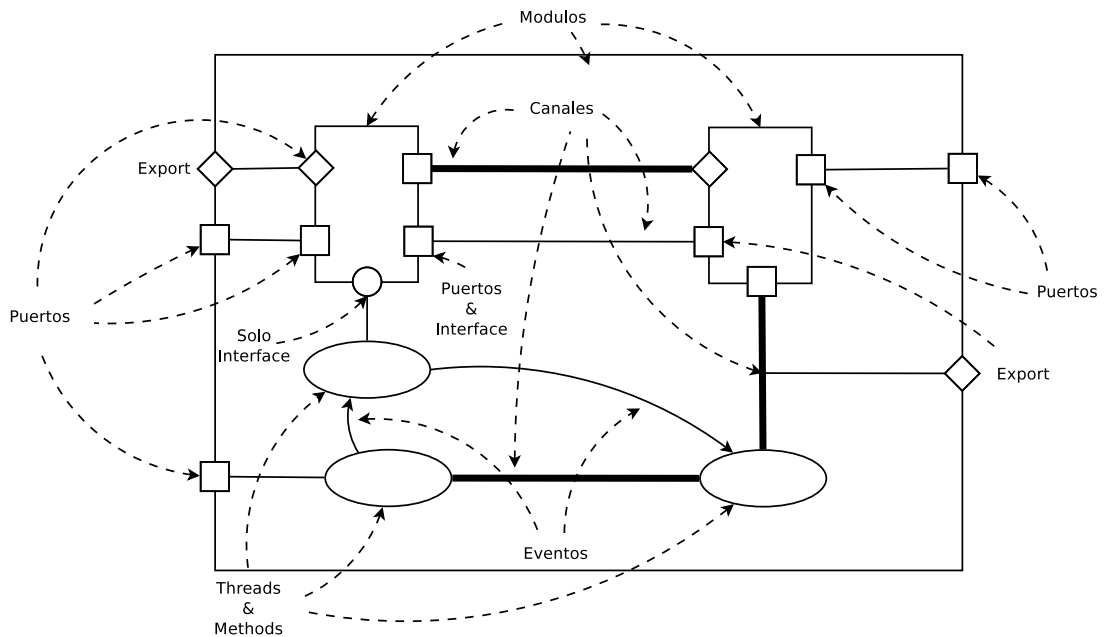 Modulos
Canales
Export
Puertos
&
Interface
Puertos
Puertos
Solo
Interface
Export
Eventos
Threads
&
Methods